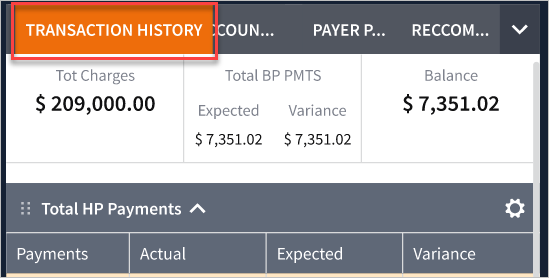 TRANSACTION HISTORY CCOUN... PAYER P... RECCOM...
Tot Charges Total BP PMTS Balance
$ 209,000.00 $ 7,351.02
Expected Variance
$ 7,351.02 $ 7,351.02
Total HP Payments
Payments Actual Expected Variance